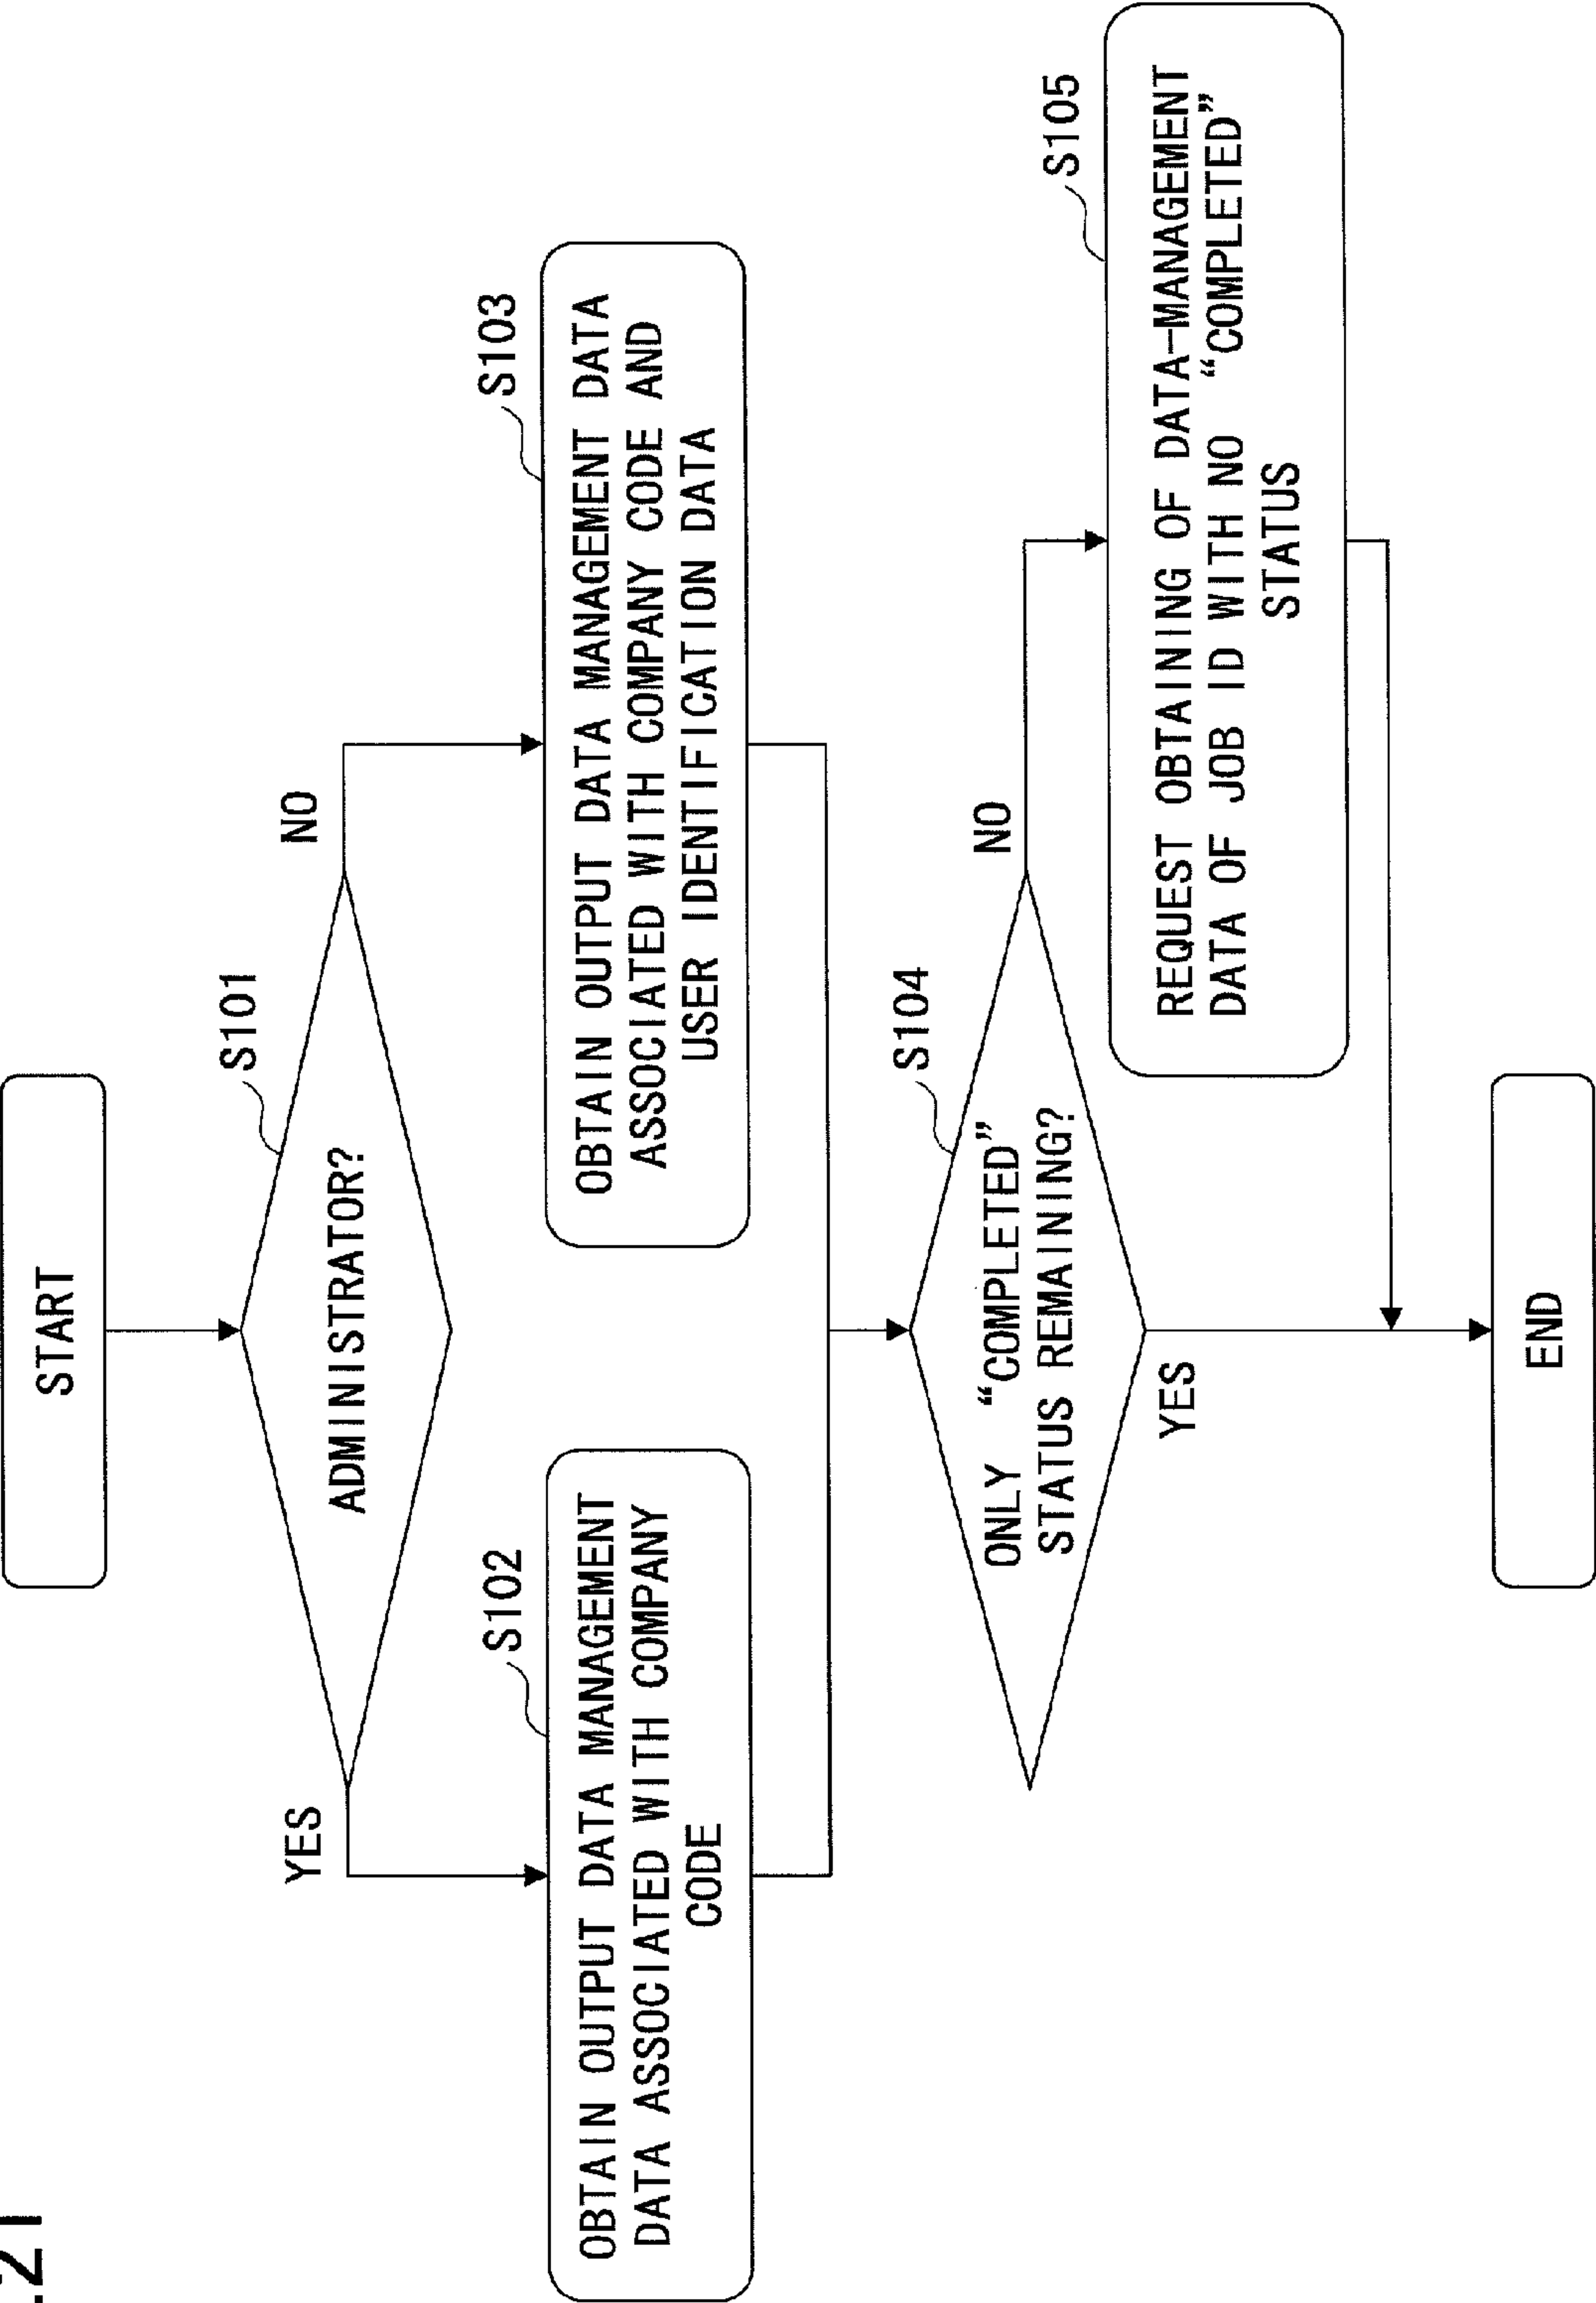 .21
START
S101
ADMINISTRATOR?
YES
NO
S102
OBTAIN OUTPUT DATA MANAGEMENT
DATA ASSOCIATED WITH COMPANY
CODE
S103
OBTAIN OUTPUT DATA MANAGEMENT DATA
ASSOCIATED WITH COMPANY CODE AND
USER IDENTIFICATION DATA
S104
ONLY "COMPLETED"
STATUS REMAINING?
NO
YES
S105
REQUEST OBTAINING OF DATA-MANAGEMENT
DATA OF JOB ID WITH NO "COMPLETED"
STATUS
END